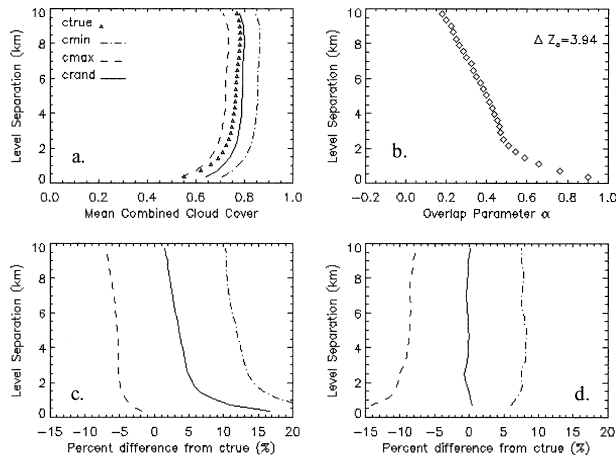 ctrue
cmin
cmax
crand
a.
Level Separation (km)
10
8
6
4
2
0
0.0 0.2 0.4 0.6 0.8 1.0
Mean Combined Cloud Cover
Δ Z₀=3.94
b.
Level Separation (km)
10
8
6
4
2
0
-0.2 0.0 0.2 0.4 0.6 0.8 1.0
Overlap Parameter α
c.
Level Separation (km)
10
8
6
4
2
0
-15 -10 -5 0 5 10 15 20
Percent difference from ctrue (%)
d.
Level Separation (km)
10
8
6
4
2
0
-15 -10 -5 0 5 10 15 20
Percent difference from ctrue (%)